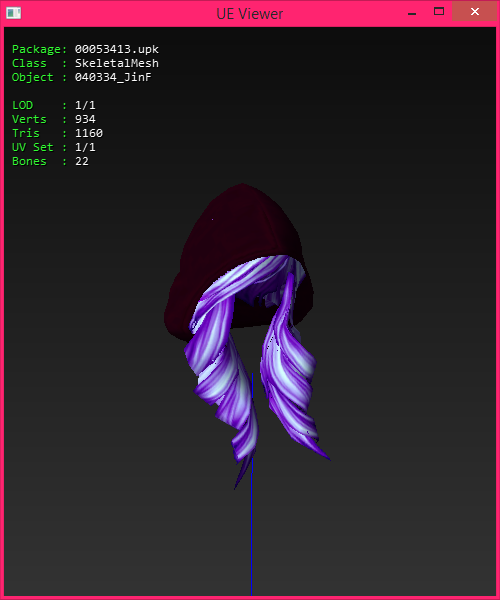 UE Viewer
Package: 00053413.upk
Class : SkeletalMesh
Object : 040334_JinF
LOD : 1/1
Verts : 934
Tris : 1160
UV Set : 1/1
Bones : 22